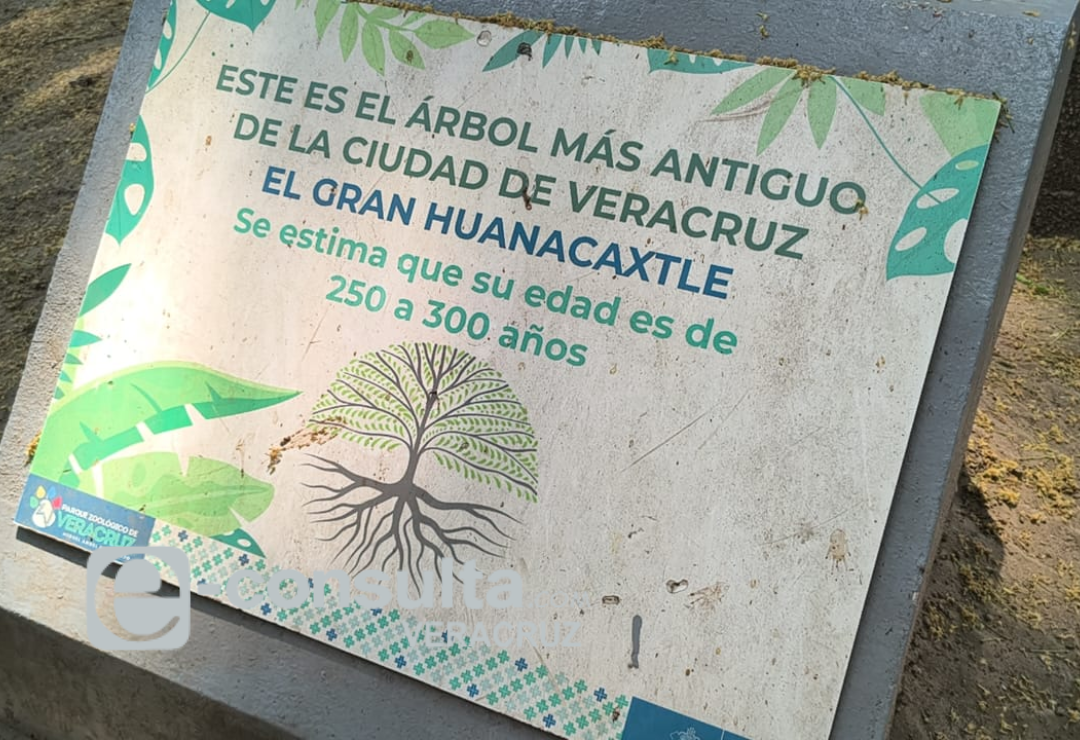 ESTE ES EL ÁRBOL MÁS ANTIGUO
DE LA CIUDAD DE VERACRUZ
EL GRAN HUANACAXTLE
Se estima que su edad es de
250 a 300 años
PARQUE ZOOLÓGICO DE
VERACRUZ
e-consulta
VERACRUZ